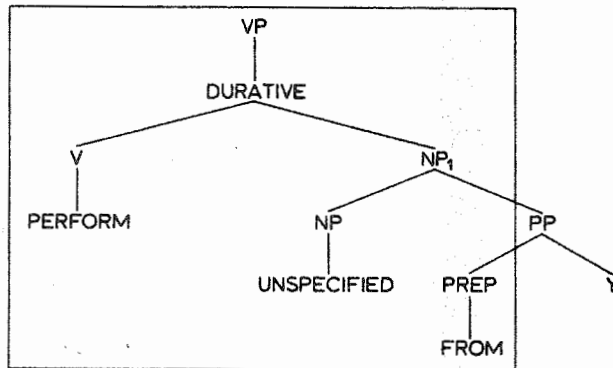 VP
DURATIVE
V NP₁
PERFORM NP PP
UNSPECIFIED PREP Y
FROM